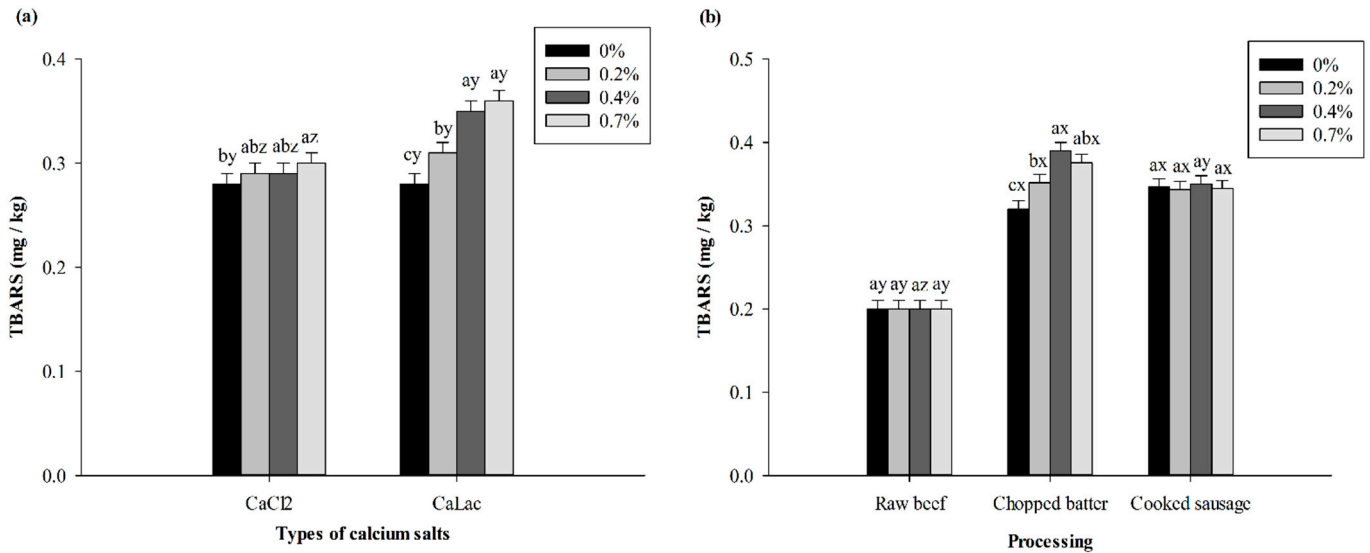 (a)
TBARS (mg / kg)
0.4
0.3
0.2
0.1
0.0
0%
0.2%
0.4%
0.7%
by abz abz az
cy by ay ay
CaCl2 CaLac
Types of calcium salts
(b)
TBARS (mg / kg)
0.5
0.4
0.3
0.2
0.1
0.0
0%
0.2%
0.4%
0.7%
ay ay az ay
cx bx ax abx
ax ax ay ax
Raw beef Chopped batter Cooked sausage
Processing